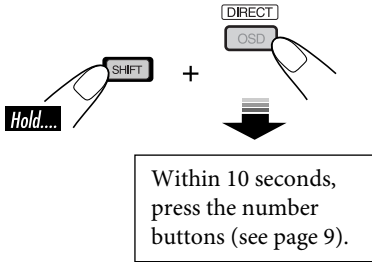 DIRECT
OSD
SHIFT
+
Hold....
Within 10 seconds,
press the number
buttons (see page 9).